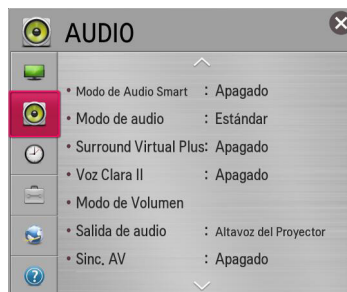 AUDIO
• Modo de Audio Smart : Apagado
• Modo de audio : Estándar
• Surround Virtual Plus: Apagado
• Voz Clara II : Apagado
• Modo de Volumen
• Salida de audio : Altavoz del Proyector
• Sinc. AV : Apagado
?